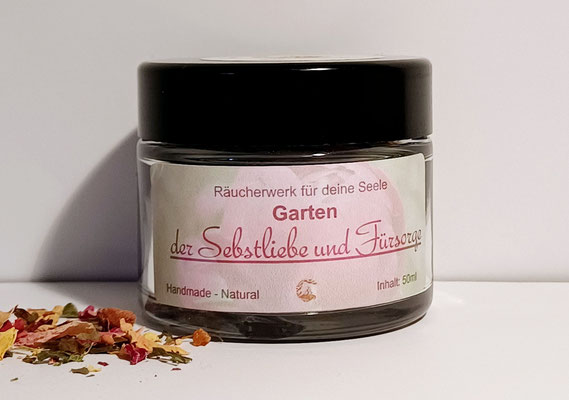 Räucherwerk für deine Seele
Garten
der Sebstliebe und Fürsorge
Handmade - Natural
Inhalt: 50ml